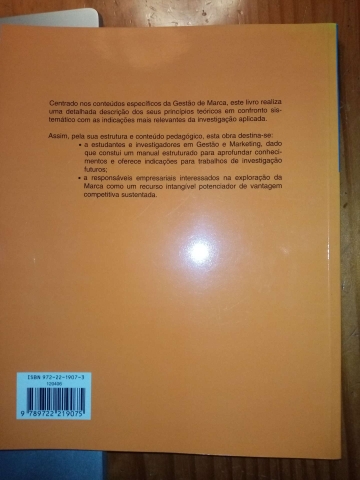 Centrado nos conteúdos específicos da Gestão de Marca, este livro realiza
uma detalhada descrição dos seus princípios teóricos em confronto sis-
temático com as indicações mais relevantes da investigação aplicada.
Assim, pela sua estrutura e conteúdo pedagógico, esta obra destina-se:
• a estudantes e investigadores em Gestão e Marketing, dado
que constui um manual estruturado para aprofundar conheci-
mentos e oferece indicações para trabalhos de investigação
futuros;
• a responsáveis empresariais interessados na exploração da
Marca como um recurso intangível potenciador de vantagem
competitiva sustentada.
ISBN 972-22-1907-3
9 789722 219075